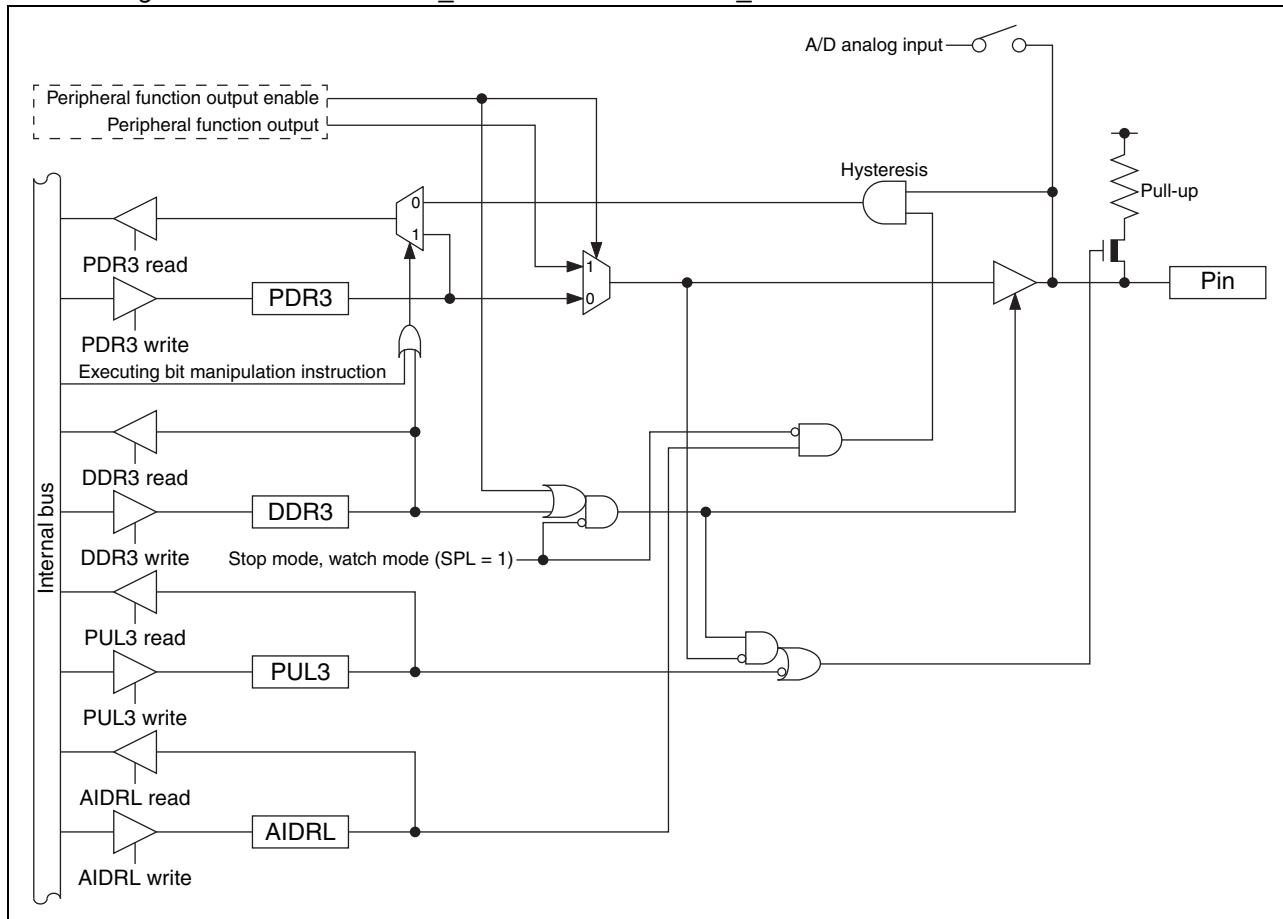 A/D analog input
Peripheral function output enable
Peripheral function output
Hysteresis
Pull-up
0
1
PDR3 read
1
0
PDR3
Pin
PDR3 write
Executing bit manipulation instruction
DDR3 read
DDR3
DDR3 write
Stop mode, watch mode (SPL = 1)
Internal bus
PUL3 read
PUL3
PUL3 write
AIDRL read
AIDRL
AIDRL write